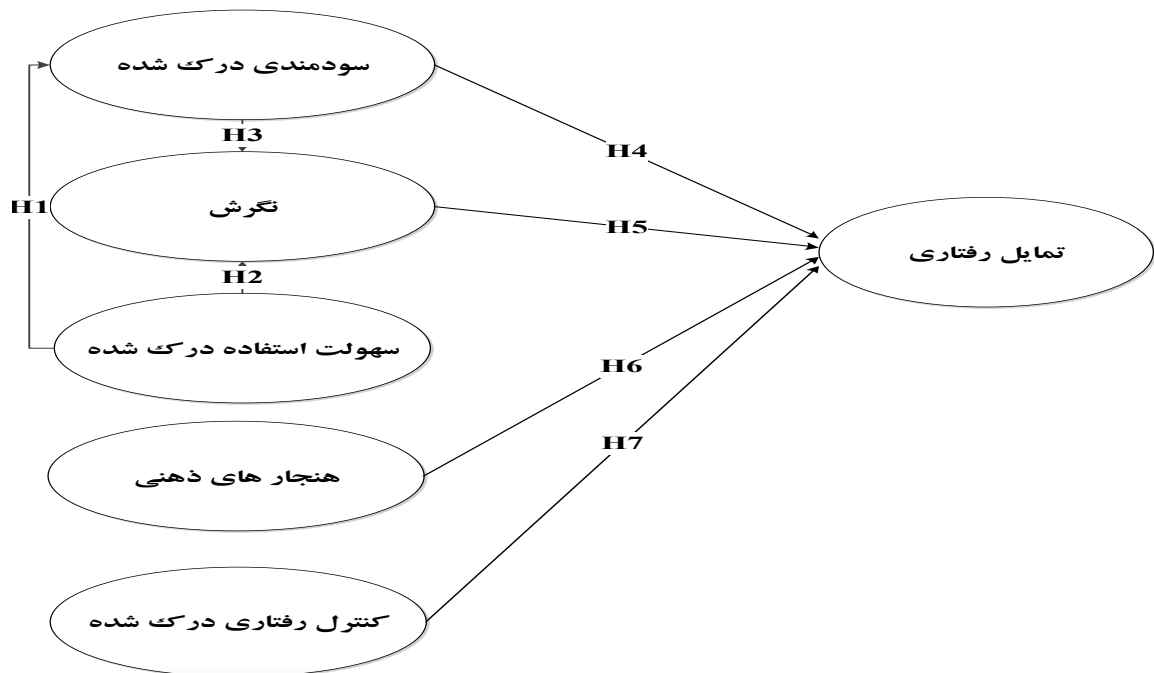 سودمندی درک شده
H3
H4
نگرش
H1
H5
تمایل رفتاری
H2
سهولت استفاده درک شده
H6
H7
هنجار های ذهنی
کنترل رفتاری درک شده